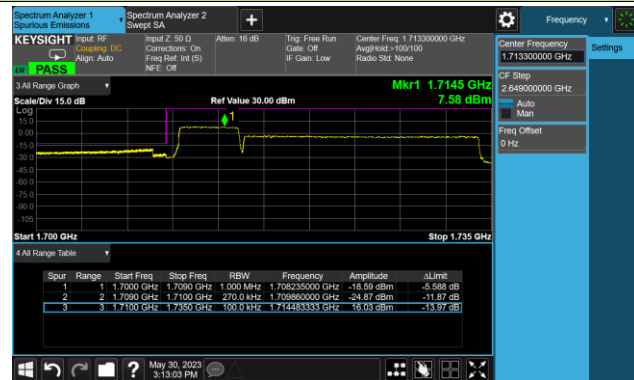 Spectrum Analyzer 1
Spurious Emissions
Spectrum Analyzer 2
Swept SA
Frequency
KEYSIGHT
Input: RF
Coupling: DC
Align: Auto
Input Z: 50 Ω
Corrections: On
Freq Ref: Int (S)
NFE: Off
Atten: 16 dB
Trig: Free Run
Gate: Off
IF Gain: Low
Center Freq: 1.713300000 GHz
Avg|Hold:>100/100
Radio Std: None
PASS
Center Frequency
1.713300000 GHz
Settings
CF Step
2.649000000 GHz
Auto
Man
Freq Offset
0 Hz
3 All Range Graph
Mkr1 1.7145 GHz
7.58 dBm
Scale/Div 15.0 dB
Ref Value 30.00 dBm
Log
15.0
0.00
-15.0
-30.0
-45.0
-60.0
-75.0
-90.0
-105
1
Start 1.700 GHz
Stop 1.735 GHz
4 All Range Table
Spur Range Start Freq Stop Freq RBW Frequency Amplitude ΔLimit
1 1 1.7000 GHz 1.7090 GHz 1.000 MHz 1.708235000 GHz -18.59 dBm -5.588 dB
2 2 1.7090 GHz 1.7100 GHz 270.0 kHz 1.709860000 GHz -24.87 dBm -11.87 dB
3 3 1.7100 GHz 1.7350 GHz 100.0 kHz 1.714483333 GHz 16.03 dBm -13.97 dB
May 30, 2023
3:13:03 PM